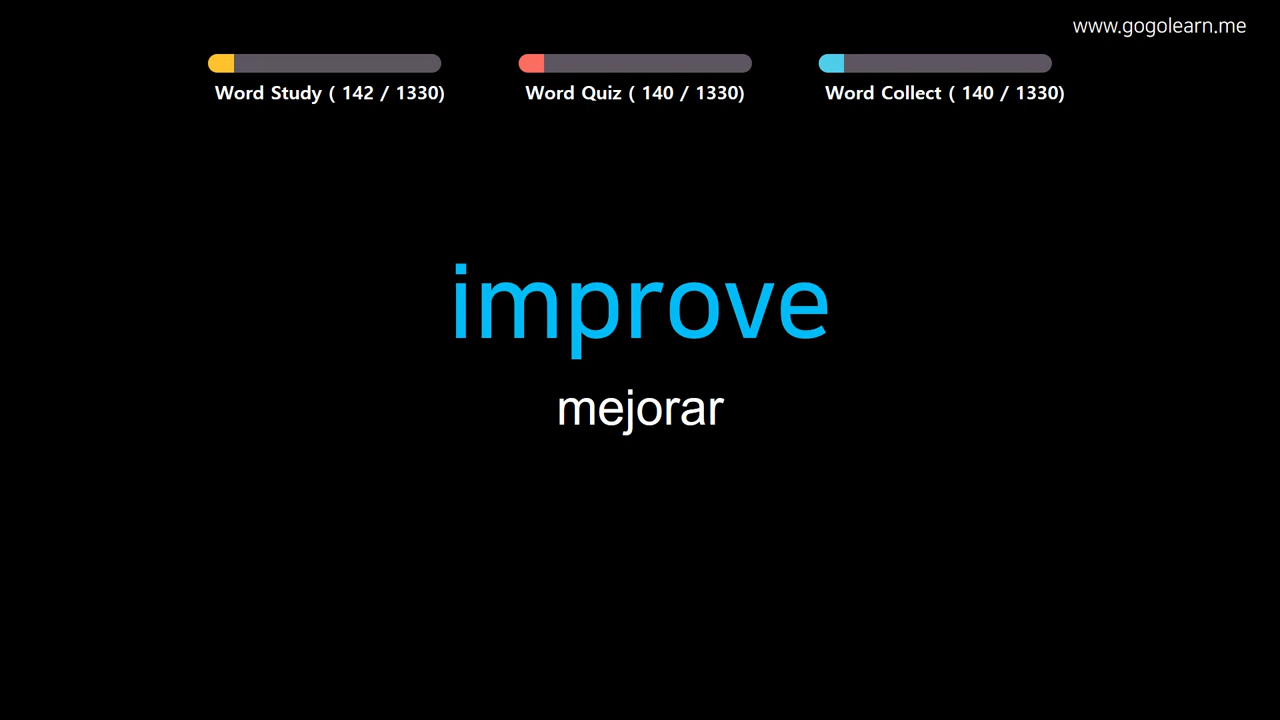 www.gogolearn.me
Word Study ( 142 / 1330)
Word Quiz ( 140 / 1330)
Word Collect ( 140 / 1330)
improve
mejorar